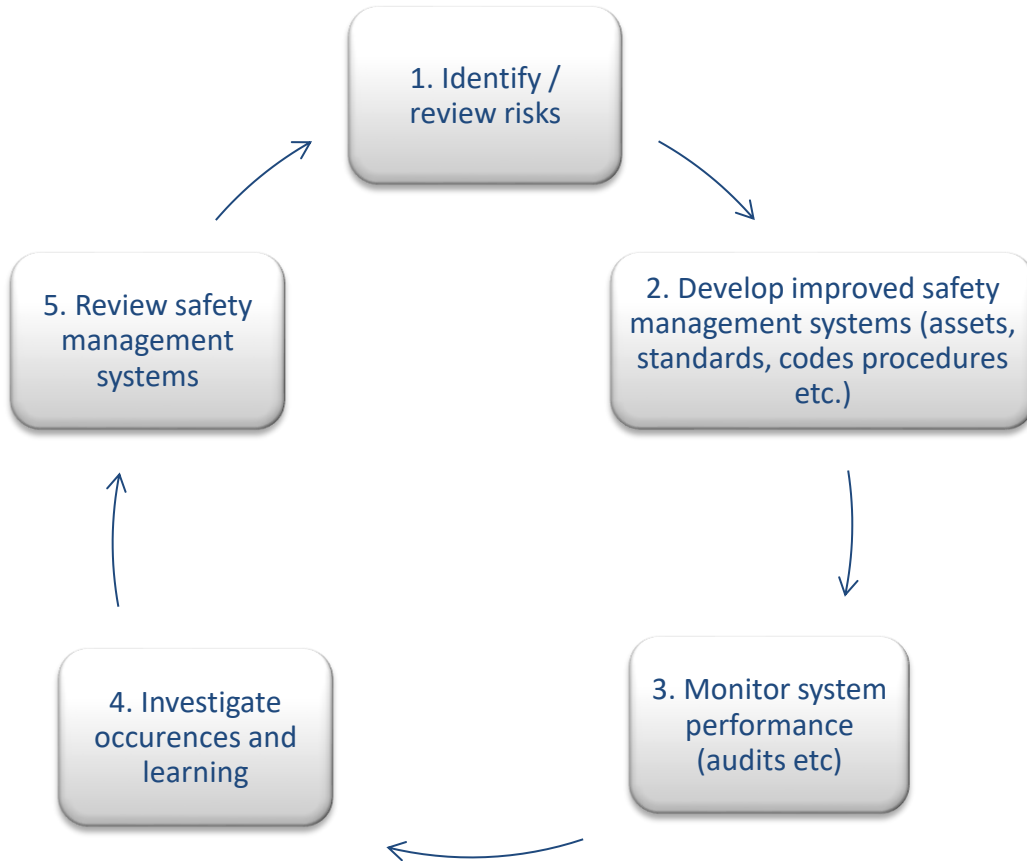 1. Identify /
review risks
2. Develop improved safety
management systems (assets,
standards, codes procedures
etc.)
3. Monitor system
performance
(audits etc)
4. Investigate
occurences and
learning
5. Review safety
management
systems